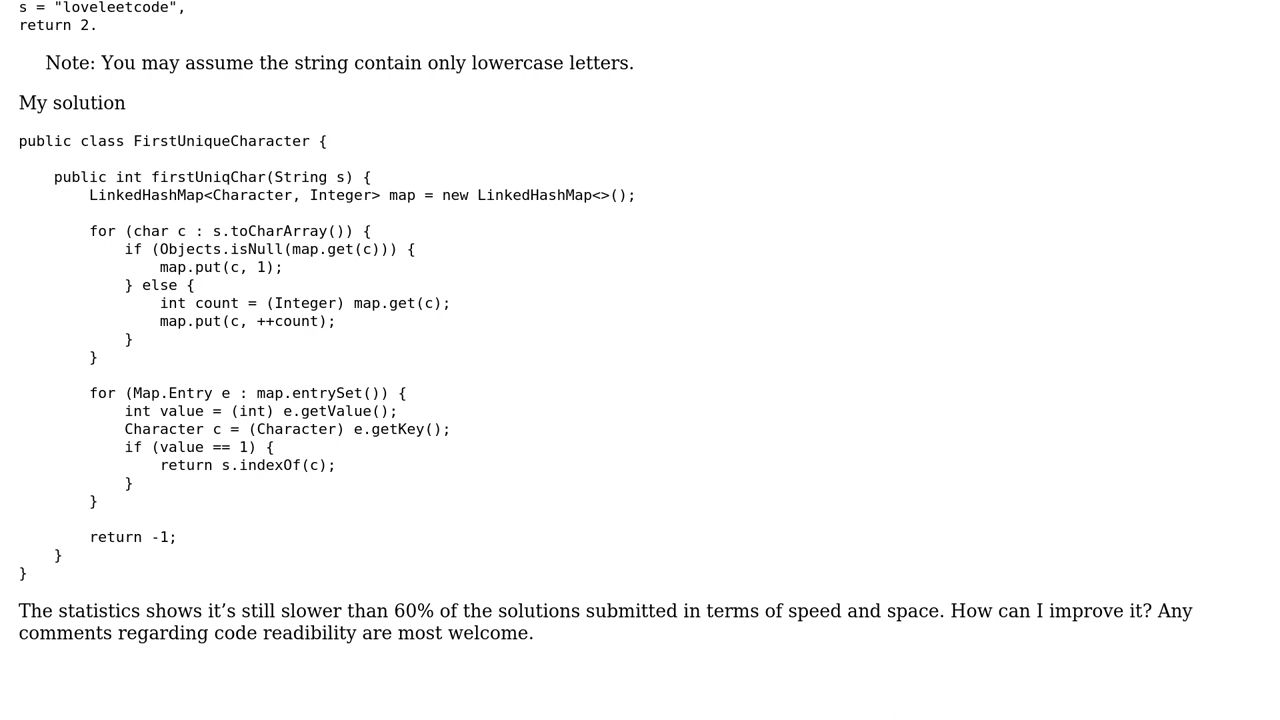 s = "loveleetcode",
return 2.
Note: You may assume the string contain only lowercase letters.
My solution
public class FirstUniqueCharacter {
    public int firstUniqChar(String s) {
        LinkedHashMap<Character, Integer> map = new LinkedHashMap<>();
        for (char c : s.toCharArray()) {
            if (Objects.isNull(map.get(c))) {
                map.put(c, 1);
            } else {
                int count = (Integer) map.get(c);
                map.put(c, ++count);
            }
        }
        for (Map.Entry e : map.entrySet()) {
            int value = (int) e.getValue();
            Character c = (Character) e.getKey();
            if (value == 1) {
                return s.indexOf(c);
            }
        }
        return -1;
    }
}
The statistics shows it’s still slower than 60% of the solutions submitted in terms of speed and space. How can I improve it? Any
comments regarding code readibility are most welcome.